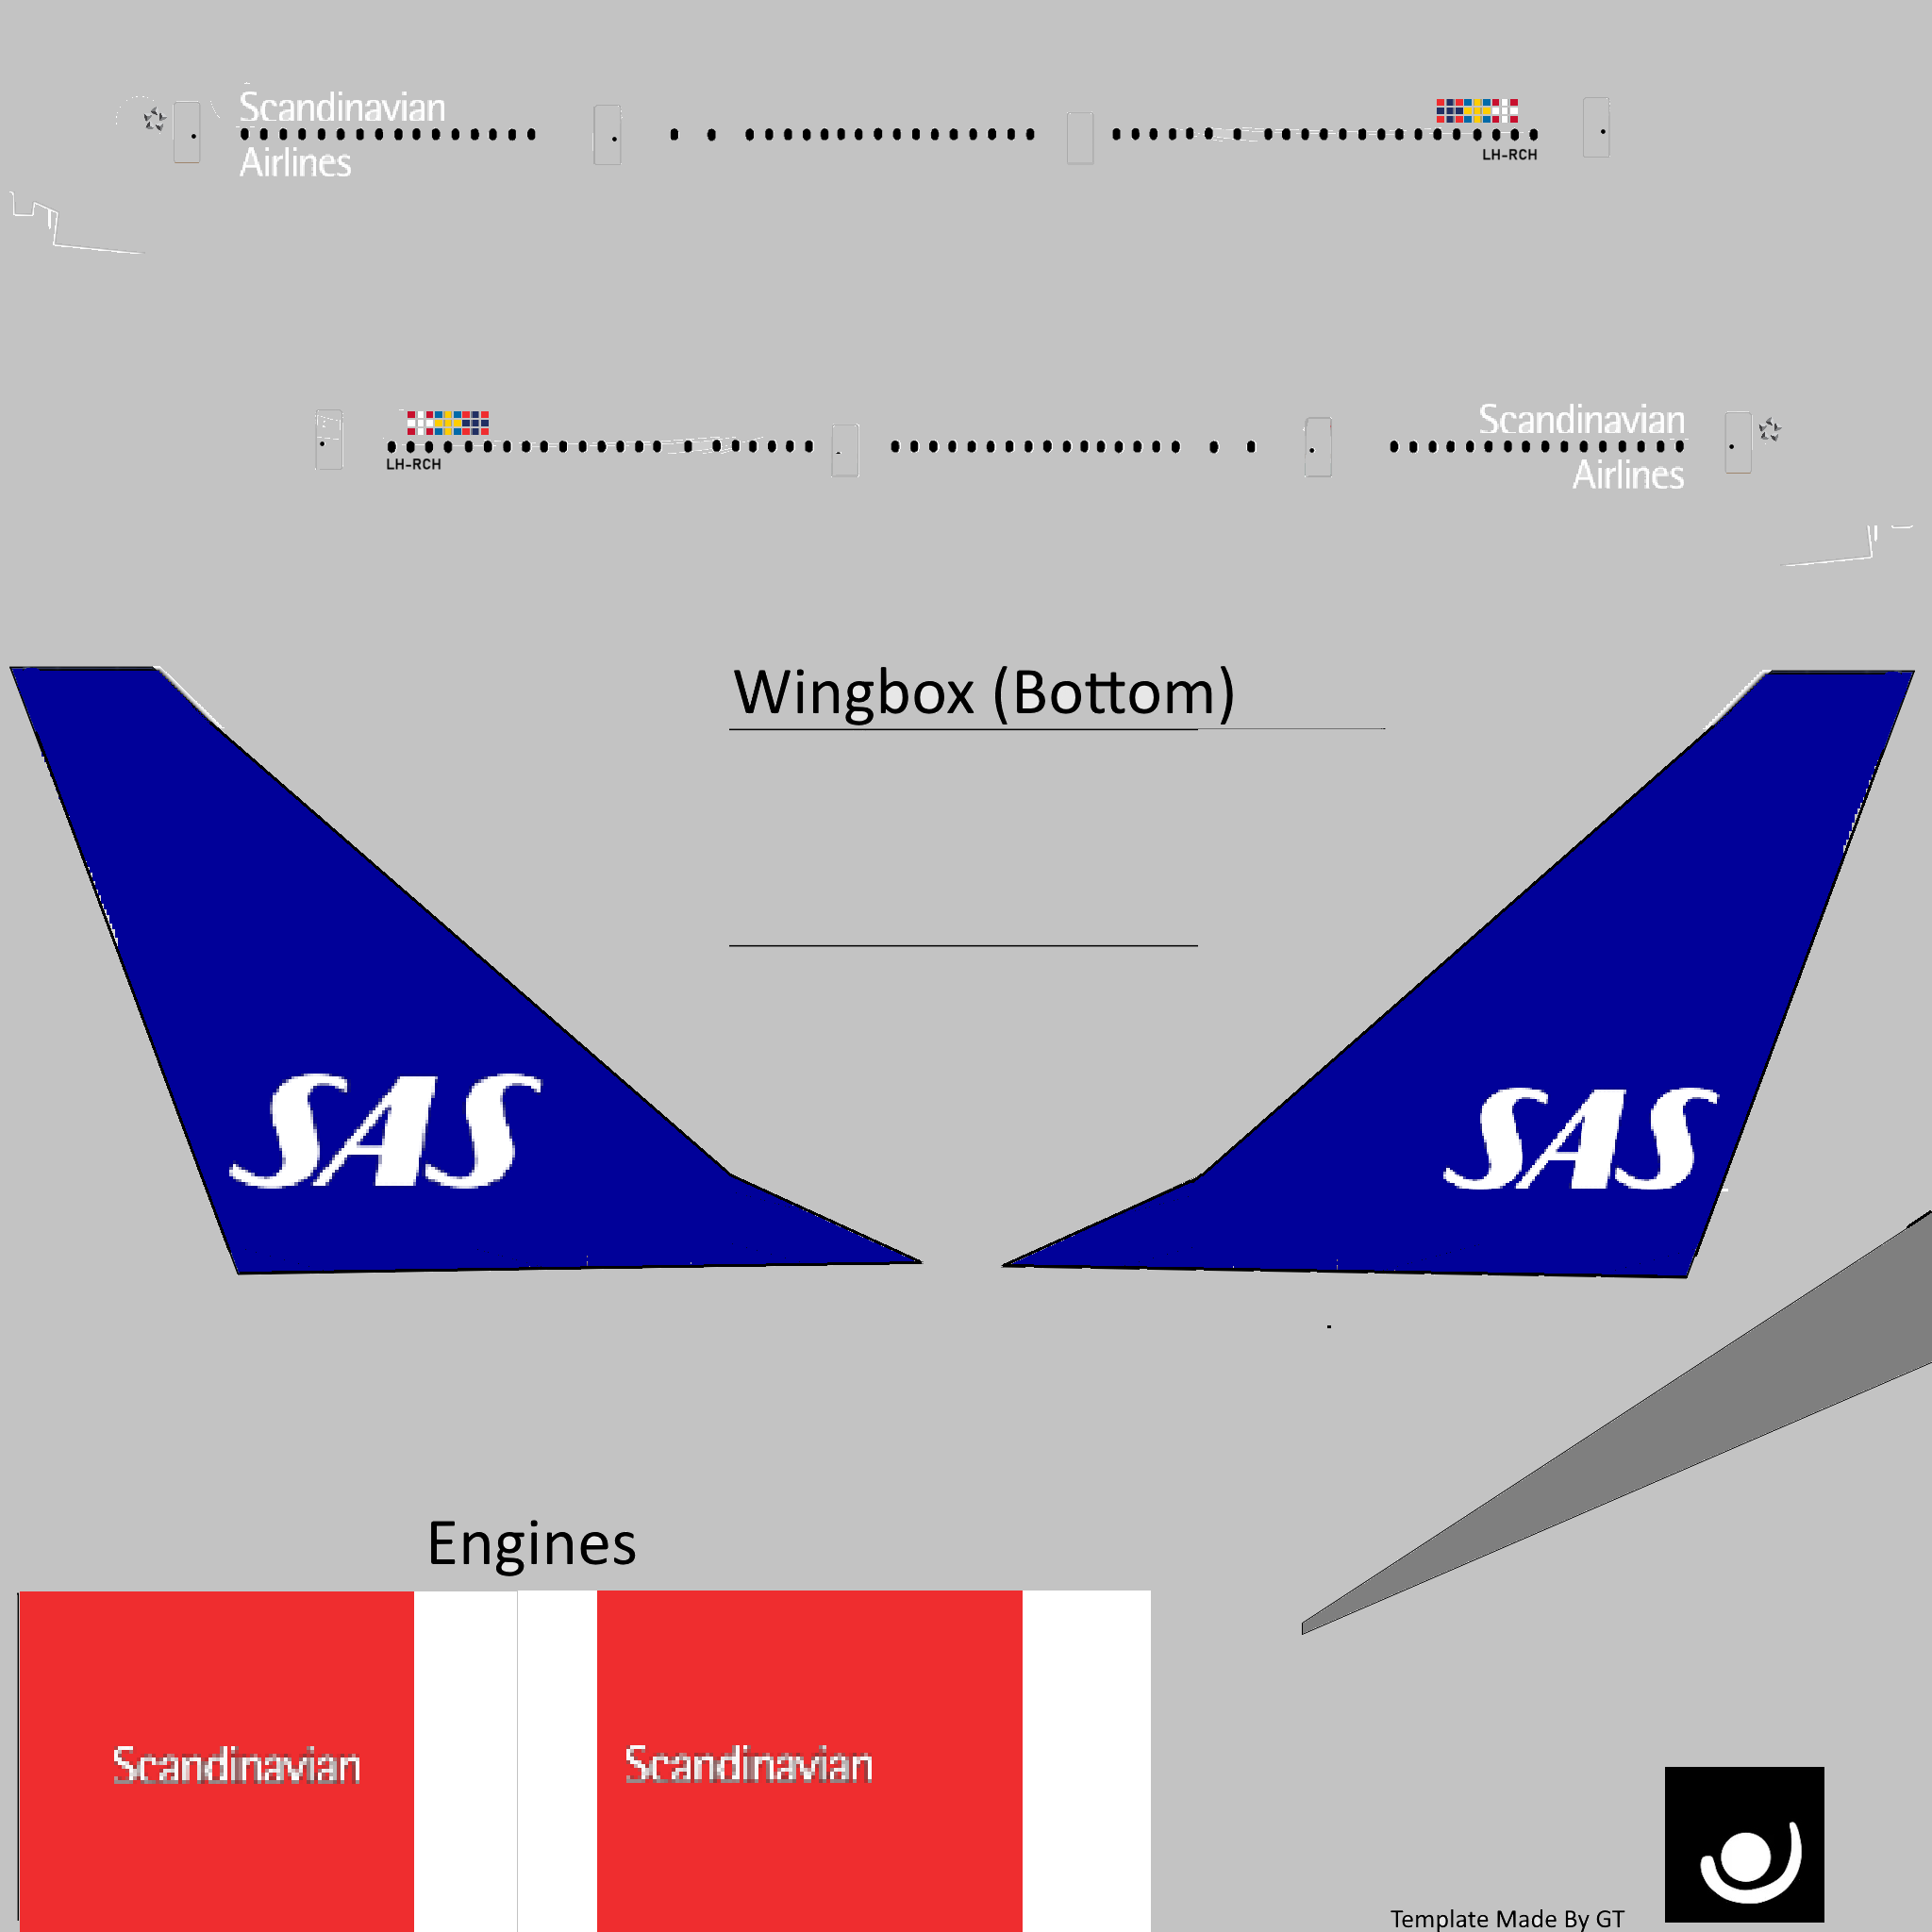 Scandinavian
Airlines
LH-RCH
Scandinavian
LH-RCH
Airlines
Wingbox (Bottom)
SAS
SAS
Engines
Scandinavian
Scandinavian
Template Made By GT